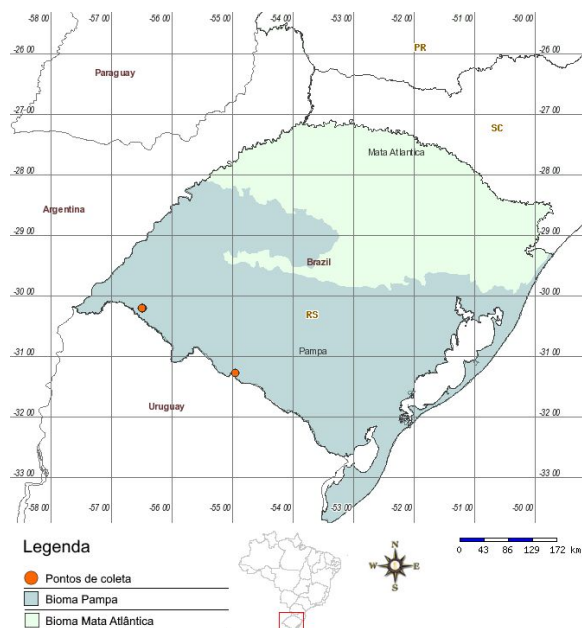 -58 00 -57 00 -56 00 -55 00 -54 00 -53 00 -52 00 -51 00 -50 00
-26 00 -26 00
PR
Paraguay
-27 00 -27 00
SC
Mata Atlantica
-28 00 -28 00
Argentina
-29 00 -29 00
Brazil
-30 00 -30 00
RS
Pampa
-31 00 -31 00
Uruguay
-32 00 -32 00
-33 00 -33 00
-58 00 -57 00 -56 00 -55 00 -54 00 -53 00 -52 00 -51 00 -50 00
Legenda
Pontos de coleta
Bioma Pampa
Bioma Mata Atlântica
N
W E
S
0 43 86 129 172 km